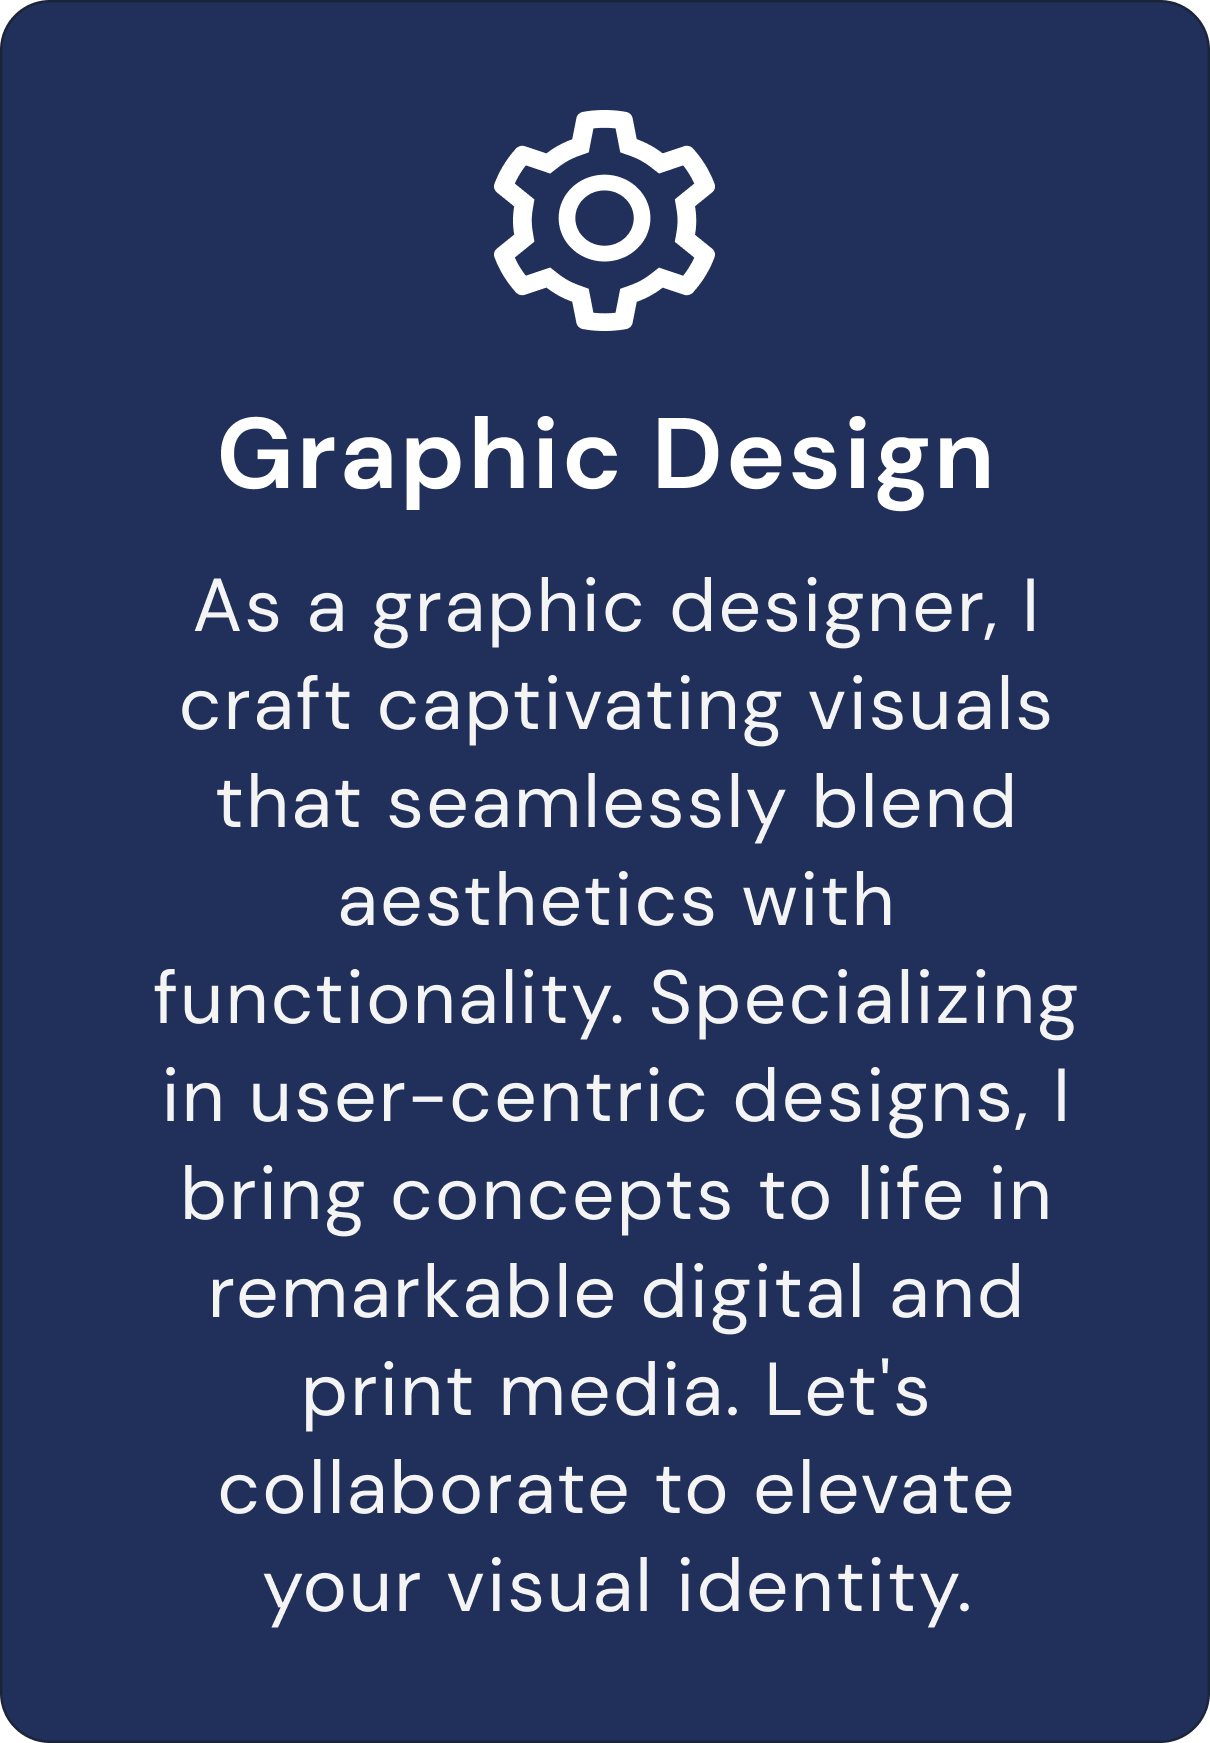 Graphic Design
As a graphic designer, I
craft captivating visuals
that seamlessly blend
aesthetics with
functionality. Specializing
in user-centric designs, I
bring concepts to life in
remarkable digital and
print media. Let's
collaborate to elevate
your visual identity.